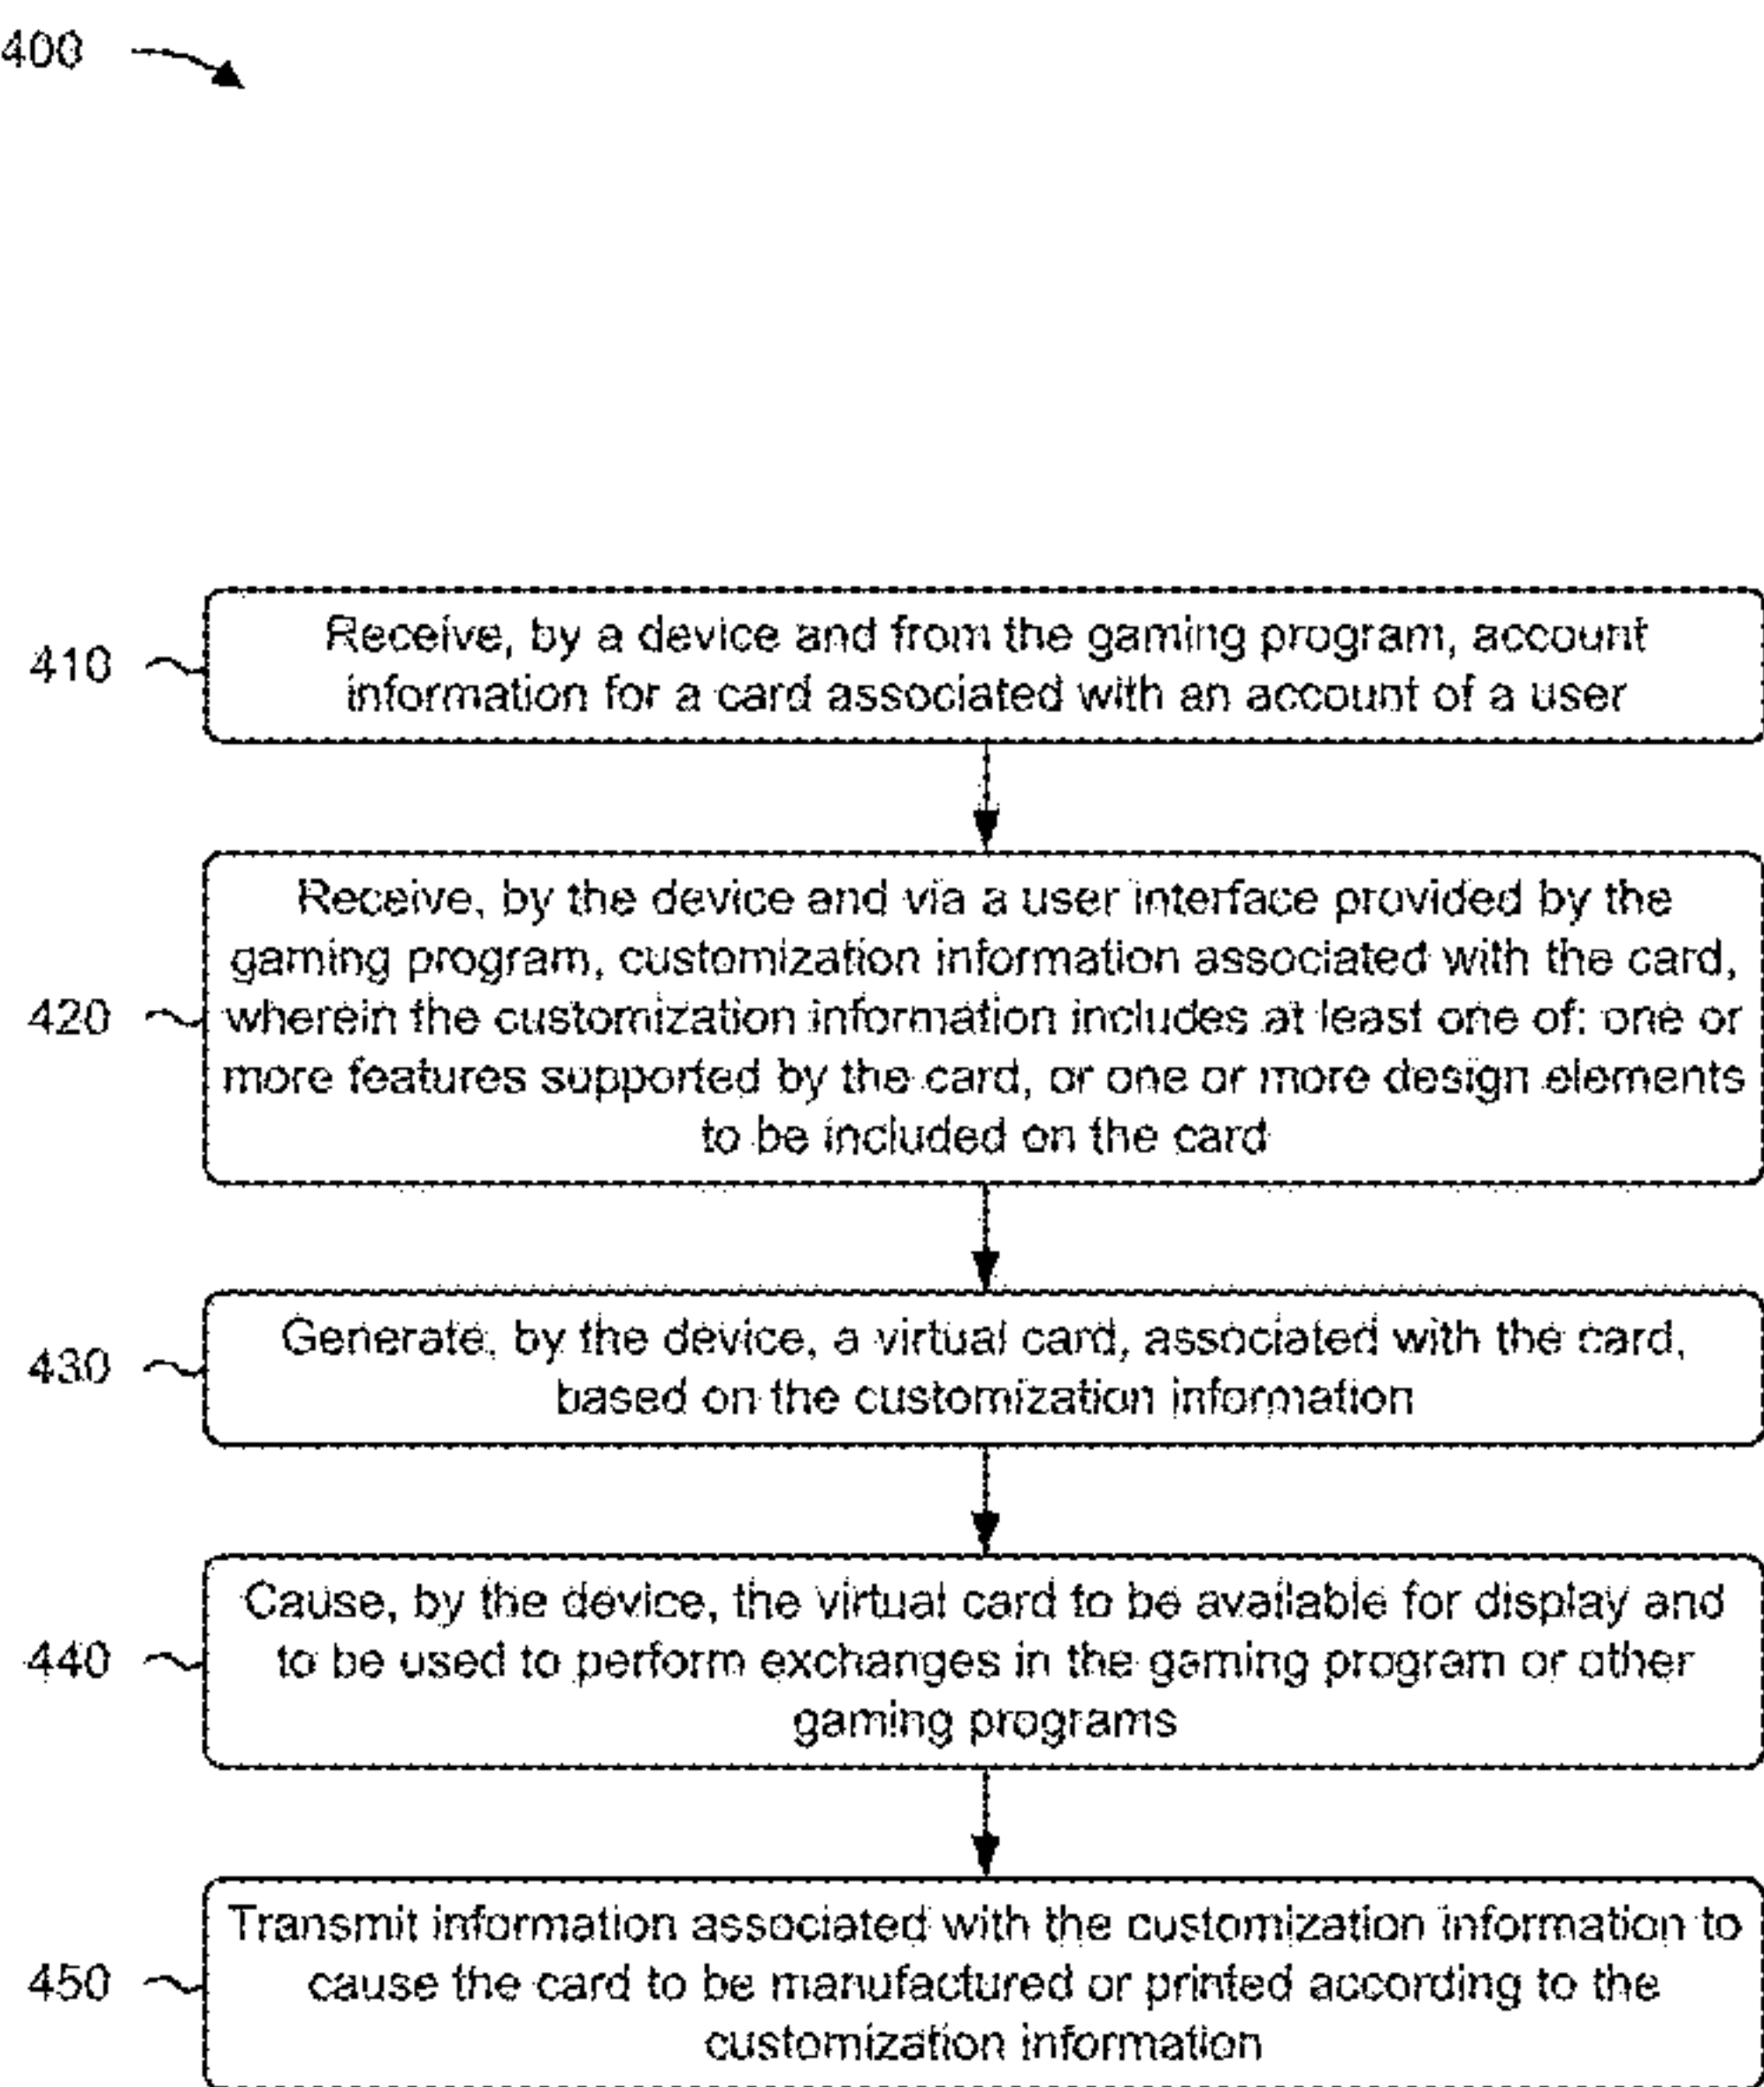 400
Receive, by a device and from the gaming program, account
410
information for a card associated with an account of a user
Receive, by the device and via a user interface provided by the
gaming program, customization information associated with the card,
420
wherein the customization information includes at least one of: one or
more features supported by the card, or one or more design elements
to be included on the card
Generate, by the device, a virtual card, associated with the card,
430
based on the customization information
Cause, by the device, the virtual card to be available for display and
440
to be used to perform exchanges in the gaming program or other
gaming programs
Transmit information associated with the customization information to
450
cause the card to be manufactured or printed according to the
customization information